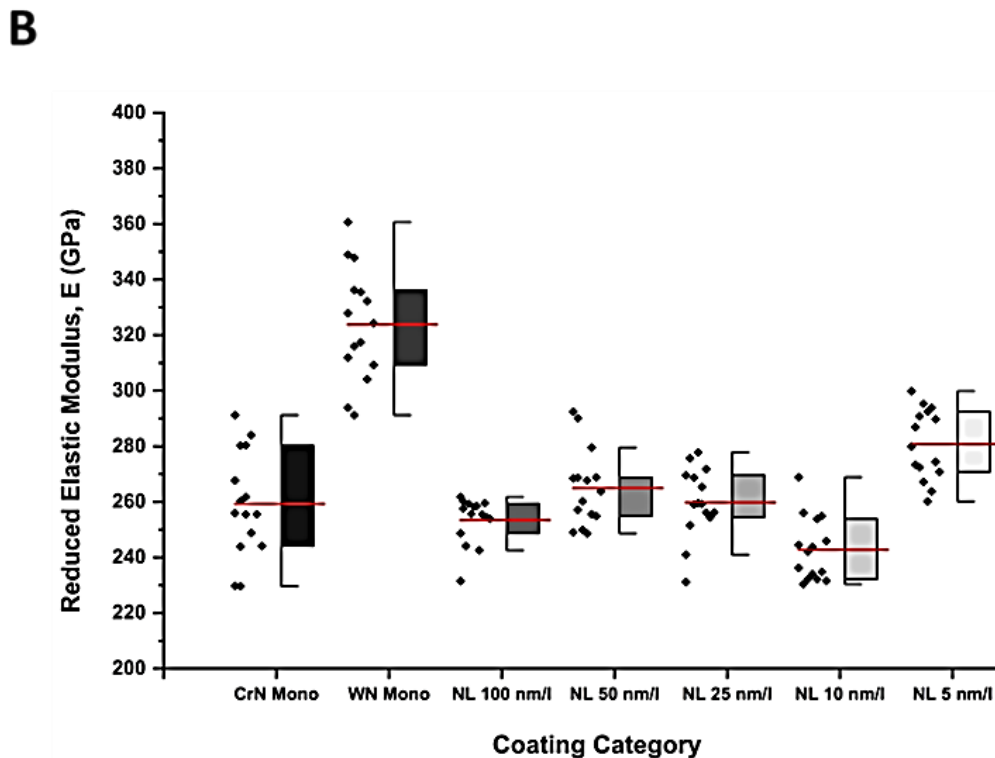 B
Reduced Elastic Modulus, E (GPa)
400
380
360
340
320
300
280
260
240
220
200
CrN Mono WN Mono NL 100 nm/l NL 50 nm/l NL 25 nm/l NL 10 nm/l NL 5 nm/l
Coating Category